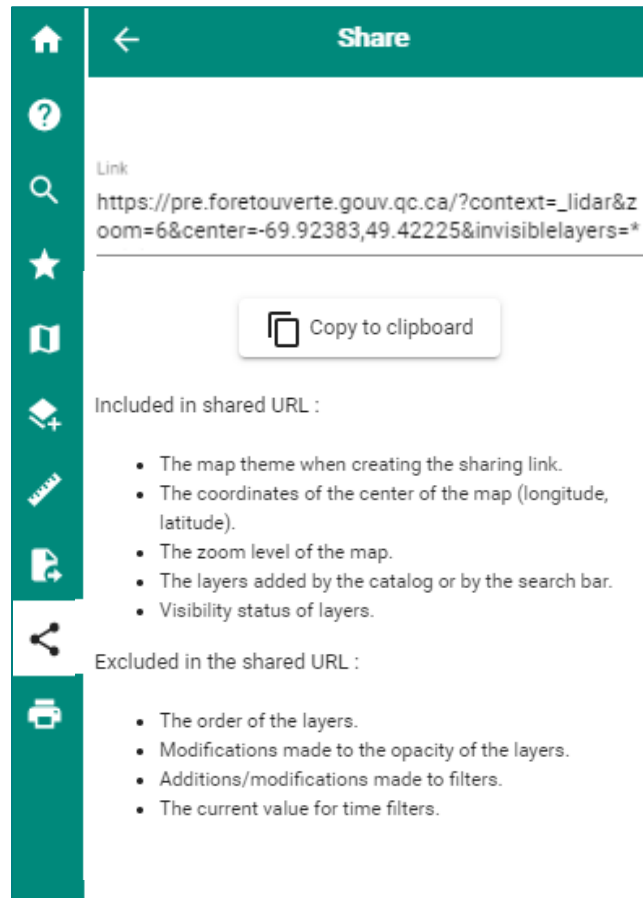 Share
Link
https://pre.foretouverte.gouv.qc.ca/?context=_lidar&z
oom=6&center=-69.92383,49.42225&invisiblelayers=*
Copy to clipboard
Included in shared URL :
• The map theme when creating the sharing link.
• The coordinates of the center of the map (longitude,
latitude).
• The zoom level of the map.
• The layers added by the catalog or by the search bar.
• Visibility status of layers.
Excluded in the shared URL :
• The order of the layers.
• Modifications made to the opacity of the layers.
• Additions/modifications made to filters.
• The current value for time filters.